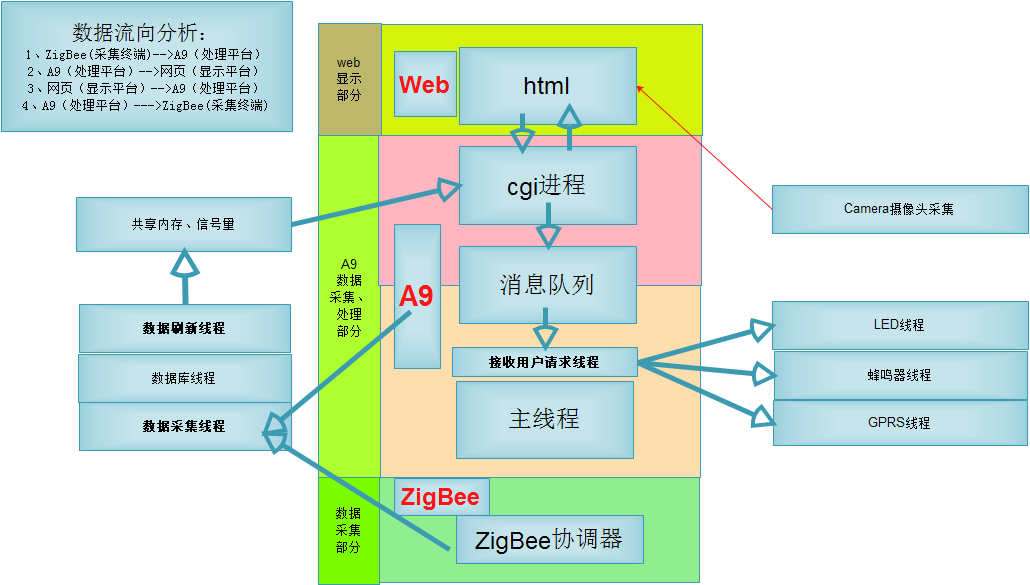 数据流向分析：
1、ZigBee(采集终端)-->A9（处理平台）
2、A9（处理平台）-->网页（显示平台）
3、网页（显示平台）-->A9（处理平台）
4、A9（处理平台）--->ZigBee(采集终端)
web
显示
部分
Web
html
cgi进程
Camera摄像头采集
共享内存、信号量
A9
数据
采集、
处理
部分
A9
消息队列
数据刷新线程
数据库线程
数据采集线程
接收用户请求线程
LED线程
蜂鸣器线程
GPRS线程
主线程
数据
采集
部分
ZigBee
ZigBee协调器